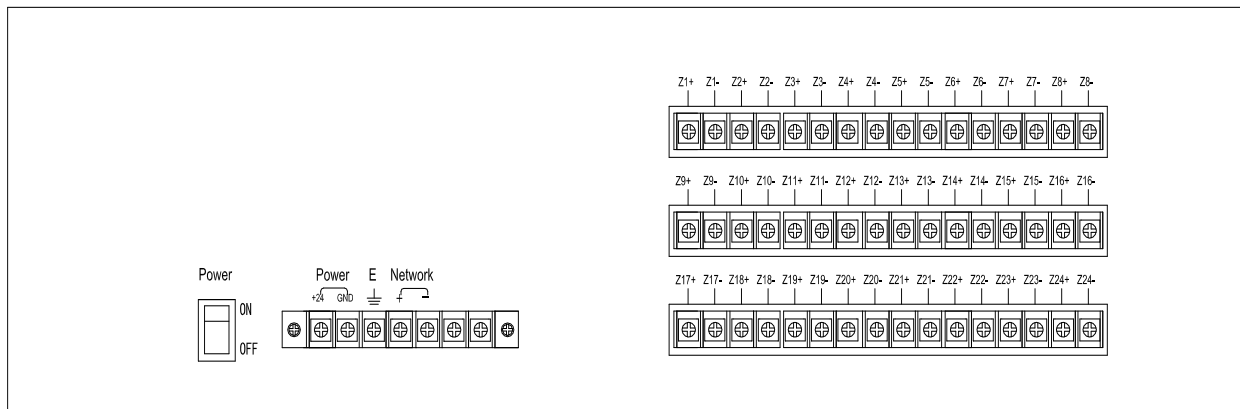 Z1+ Z1- Z2+ Z2- Z3+ Z3- Z4+ Z4- Z5+ Z5- Z6+ Z6- Z7+ Z7- Z8+ Z8-
Z9+ Z9- Z10+ Z10- Z11+ Z11- Z12+ Z12- Z13+ Z13- Z14+ Z14- Z15+ Z15- Z16+ Z16-
Power
ON
OFF
Power E Network
+24 GND + -
Z17+ Z17- Z18+ Z18- Z19+ Z19- Z20+ Z20- Z21+ Z21- Z22+ Z22- Z23+ Z23- Z24+ Z24-